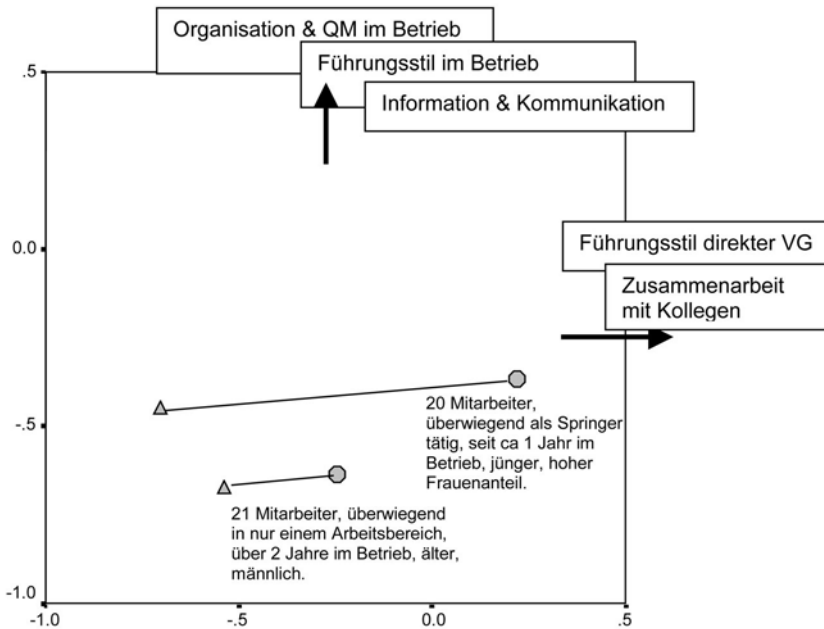 Organisation & QM im Betrieb
Führungsstil im Betrieb
Information & Kommunikation
.5
0.0
Führungsstil direkter VG
Zusammenarbeit
mit Kollegen
-.5
20 Mitarbeiter,
überwiegend als Springer
tätig, seit ca 1 Jahr im
Betrieb, jünger, hoher
Frauenanteil.
21 Mitarbeiter, überwiegend
in nur einem Arbeitsbereich,
über 2 Jahre im Betrieb, älter,
männlich.
-1.0
-1.0
-.5
0.0
.5